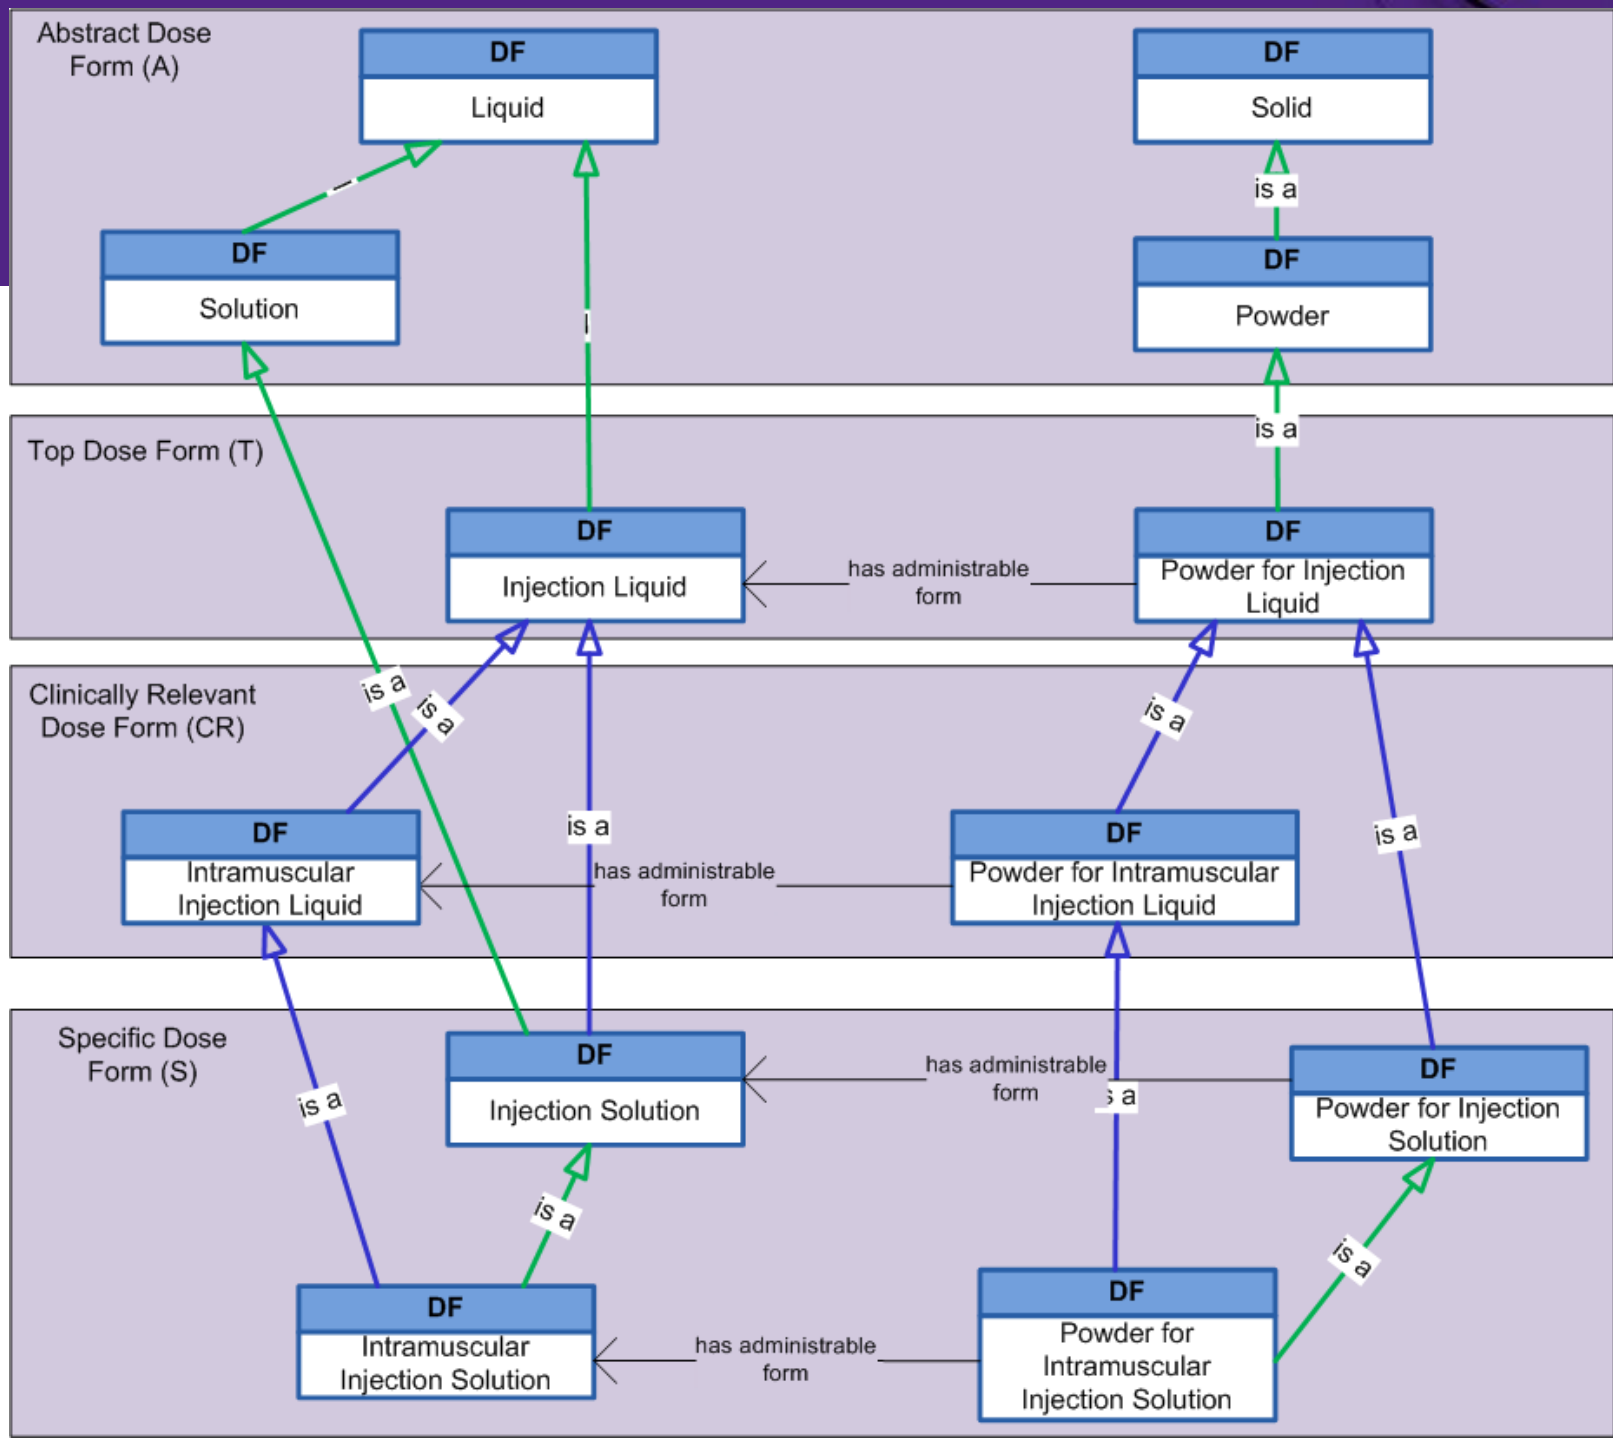 Abstract Dose
Form (A)
DF
Liquid
DF
Solid
is a
DF
Solution
DF
Powder
is a
Top Dose Form (T)
DF
Injection Liquid
has administrable
form
DF
Powder for Injection
Liquid
is a
is a
is a
Clinically Relevant
Dose Form (CR)
is a
is a
DF
Intramuscular
Injection Liquid
has administrable
form
DF
Powder for Intramuscular
Injection Liquid
Specific Dose
Form (S)
is a
DF
Injection Solution
has administrable
form
s a
DF
Powder for Injection
Solution
is a
is a
DF
Intramuscular
Injection Solution
has administrable
form
DF
Powder for
Intramuscular
Injection Solution